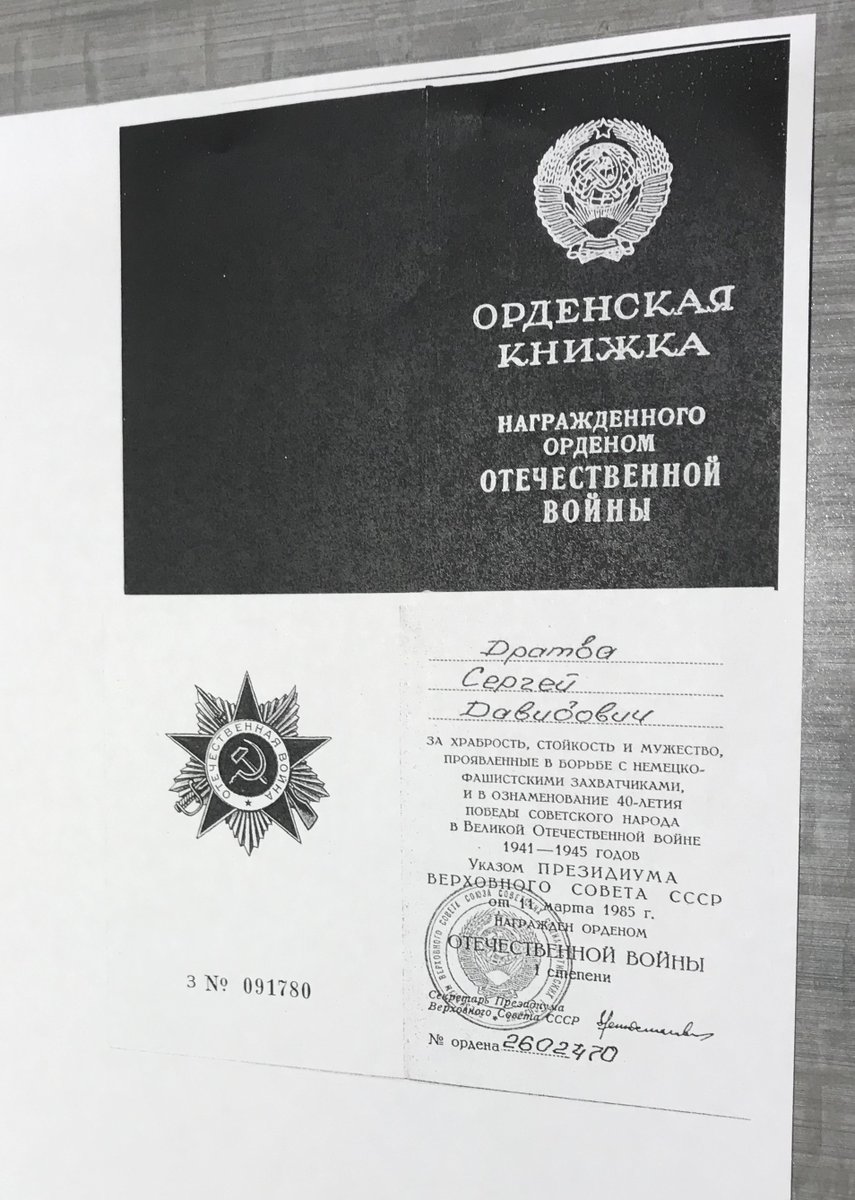 ОРДЕНСКАЯ
КНИЖКА
НАГРАЖДЕННОГО
ОРДЕНОМ
ОТЕЧЕСТВЕННОЙ
ВОЙНЫ
ОТЕЧЕСТВЕННАЯ ВОЙНА
З № 091780
Дратва
Сергей
Давидович
ЗА ХРАБРОСТЬ, СТОЙКОСТЬ И МУЖЕСТВО,
ПРОЯВЛЕННЫЕ В БОРЬБЕ С НЕМЕЦКО-
ФАШИСТСКИМИ ЗАХВАТЧИКАМИ,
И В ОЗНАМЕНОВАНИЕ 40-ЛЕТИЯ
ПОБЕДЫ СОВЕТСКОГО НАРОДА
В ВЕЛИКОЙ ОТЕЧЕСТВЕННОЙ ВОЙНЕ
1941—1945 ГОДОВ
УКАЗОМ ПРЕЗИДИУМА
ВЕРХОВНОГО СОВЕТА СССР
от 11 марта 1985 г.
НАГРАЖДЕН ОРДЕНОМ
ОТЕЧЕСТВЕННОЙ ВОЙНЫ
I степени
Секретарь Президиума
Верховного Совета СССР
№ ордена 2602470